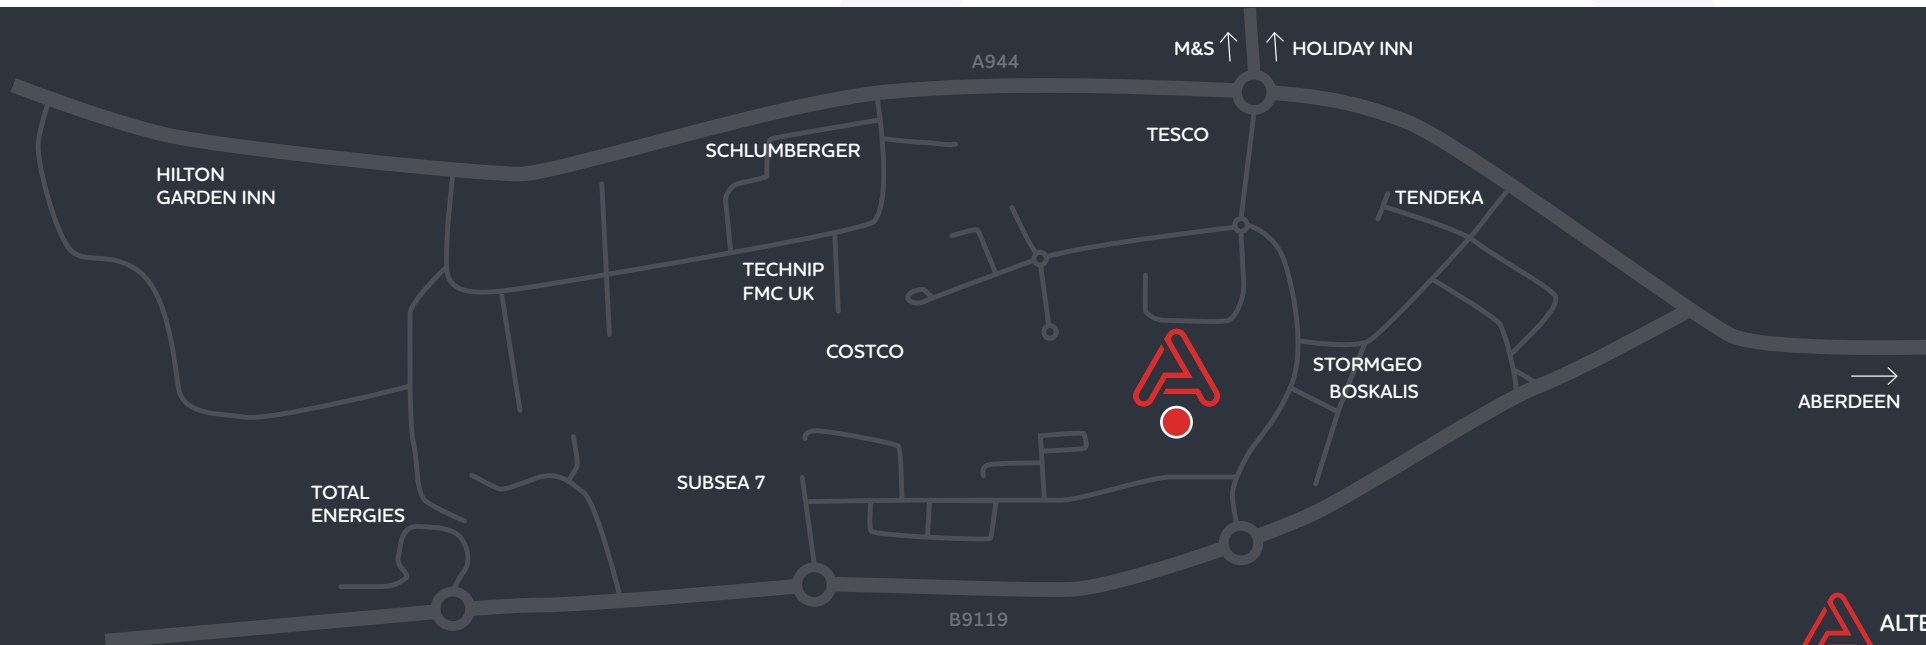 M&S
HOLIDAY INN
A944
TESCO
SCHLUMBERGER
HILTON
GARDEN INN
TENDEKA
TECHNIP
FMC UK
COSTCO
STORMGEO
BOSKALIS
ABERDEEN
SUBSEA 7
TOTAL
ENERGIES
B9119